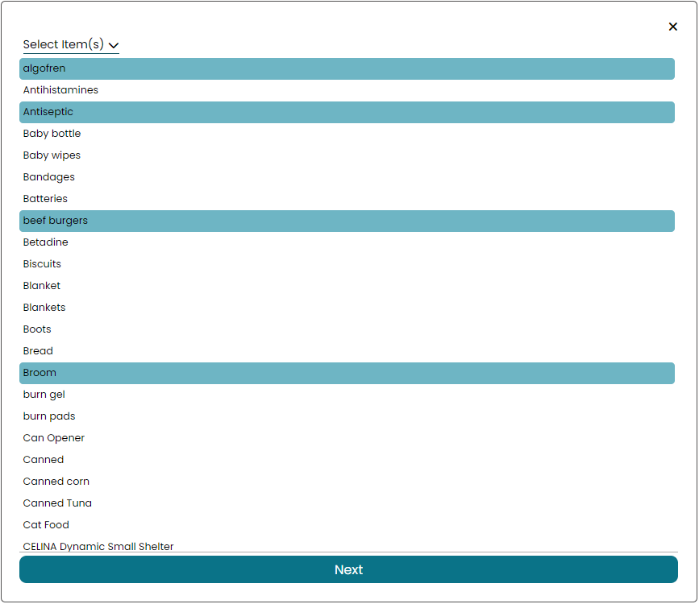 Select Item(s)
algofren
Antihistamines
Antiseptic
Baby bottle
Baby wipes
Bandages
Batteries
beef burgers
Betadine
Biscuits
Blanket
Blankets
Boots
Bread
Broom
burn gel
burn pads
Can Opener
Canned
Canned corn
Canned Tuna
Cat Food
CELINA Dynamic Small Shelter
Next